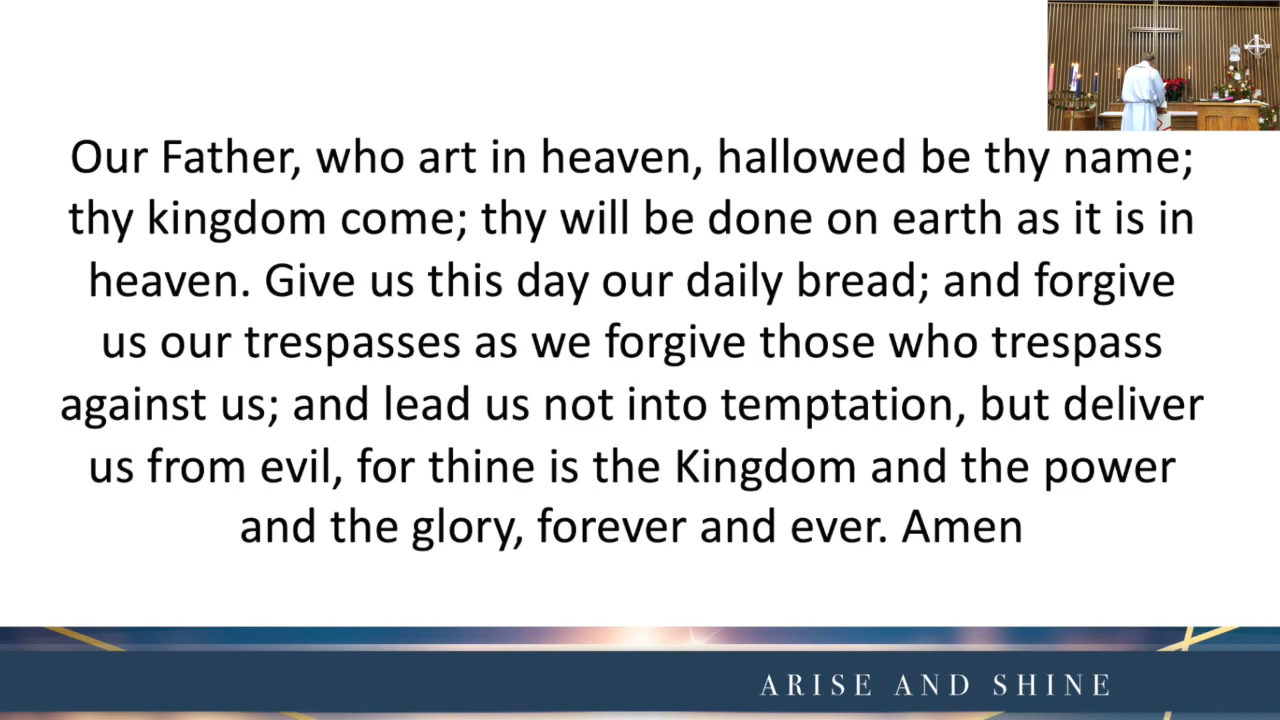 Our Father, who art in heaven, hallowed be thy name;
thy kingdom come; thy will be done on earth as it is in
heaven. Give us this day our daily bread; and forgive
us our trespasses as we forgive those who trespass
against us; and lead us not into temptation, but deliver
us from evil, for thine is the Kingdom and the power
and the glory, forever and ever. Amen
ARISE AND SHINE